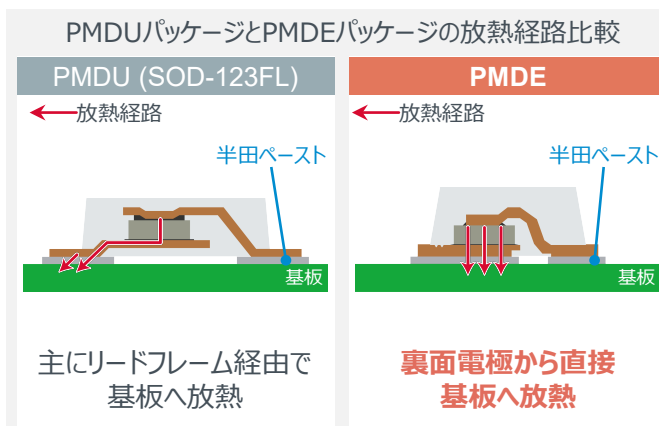 PMDUパッケージとPMDEパッケージの放熱経路比較
PMDU (SOD-123FL)
放熱経路
半田ペースト
基板
主にリードフレーム経由で
基板へ放熱
PMDE
放熱経路
半田ペースト
基板
裏面電極から直接
基板へ放熱